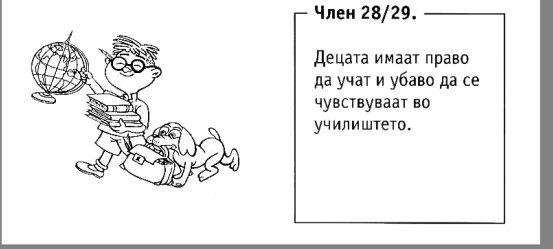 Член 28/29.
Децата имаат право
да учат и убаво да се
чувствуваат во
училиштето.